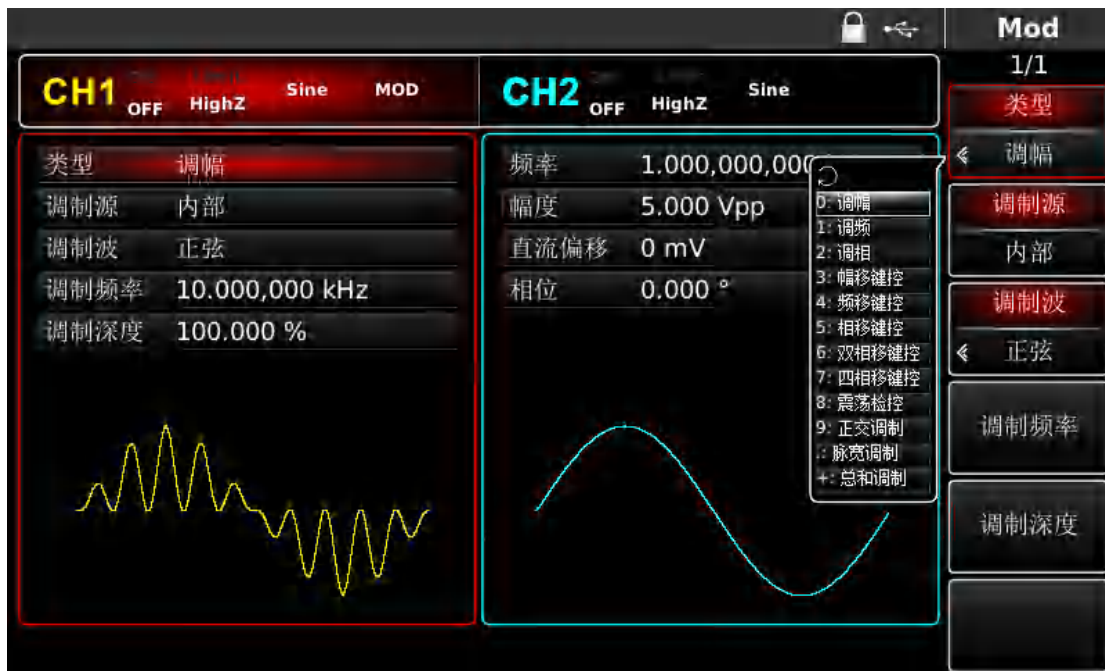 Mod
1/1
CH1 OFF HighZ Sine MOD
CH2 OFF HighZ Sine
类型 调幅
调制源 内部
调制波 正弦
调制频率 10.000,000 kHz
调制深度 100.000 %
频率 1.000,000,000
幅度 5.000 Vpp
直流偏移 0 mV
相位 0.000 °
0: 调幅
1: 调频
2: 调相
3: 幅移键控
4: 频移键控
5: 相移键控
6: 双相移键控
7: 四相移键控
8: 震荡检控
9: 正交调制
.: 脉宽调制
+: 总和调制
类型
调幅
调制源
内部
调制波
正弦
调制频率
调制深度